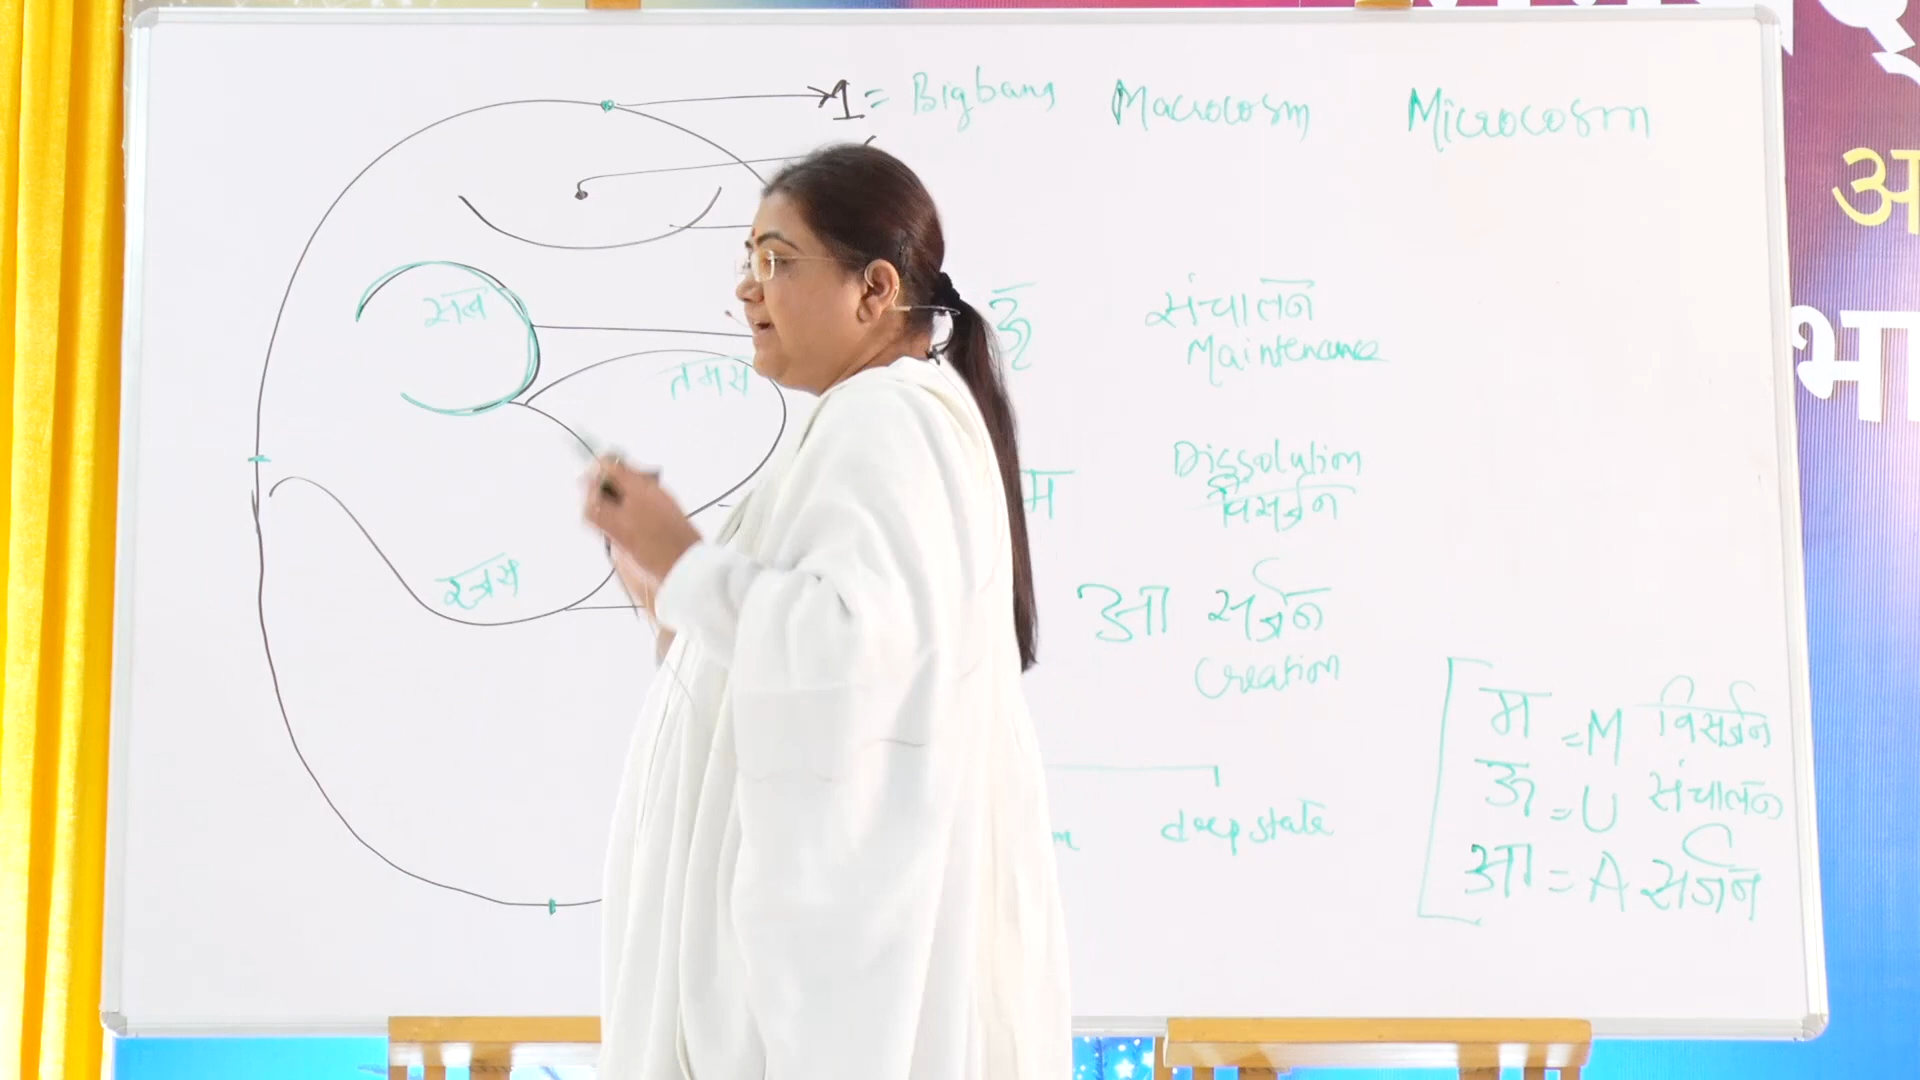 1 = Bigbang Macrocosm Microcosm
सत्व
ऊ संचालन
Maintenance
तमस
Dissolution
म विसर्जन
रजस
आ सर्जन
Creation
deep state
म = M विसर्जन
ऊ = U संचालन
आ = A सर्जन